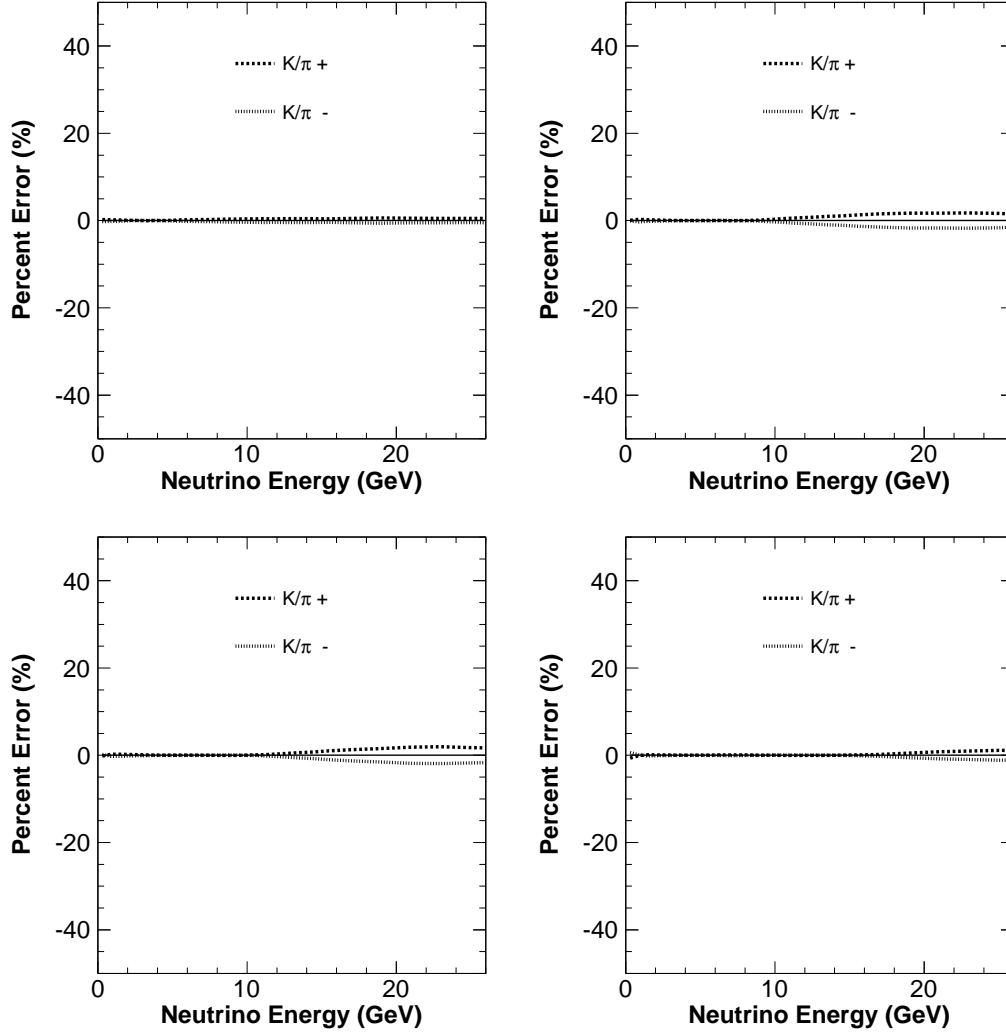 40
20
0
-20
-40
Percent Error (%)
K/π +
K/π -
0 10 20
Neutrino Energy (GeV)
40
20
0
-20
-40
Percent Error (%)
K/π +
K/π -
0 10 20
Neutrino Energy (GeV)
40
20
0
-20
-40
Percent Error (%)
K/π +
K/π -
0 10 20
Neutrino Energy (GeV)
40
20
0
-20
-40
Percent Error (%)
K/π +
K/π -
0 10 20
Neutrino Energy (GeV)